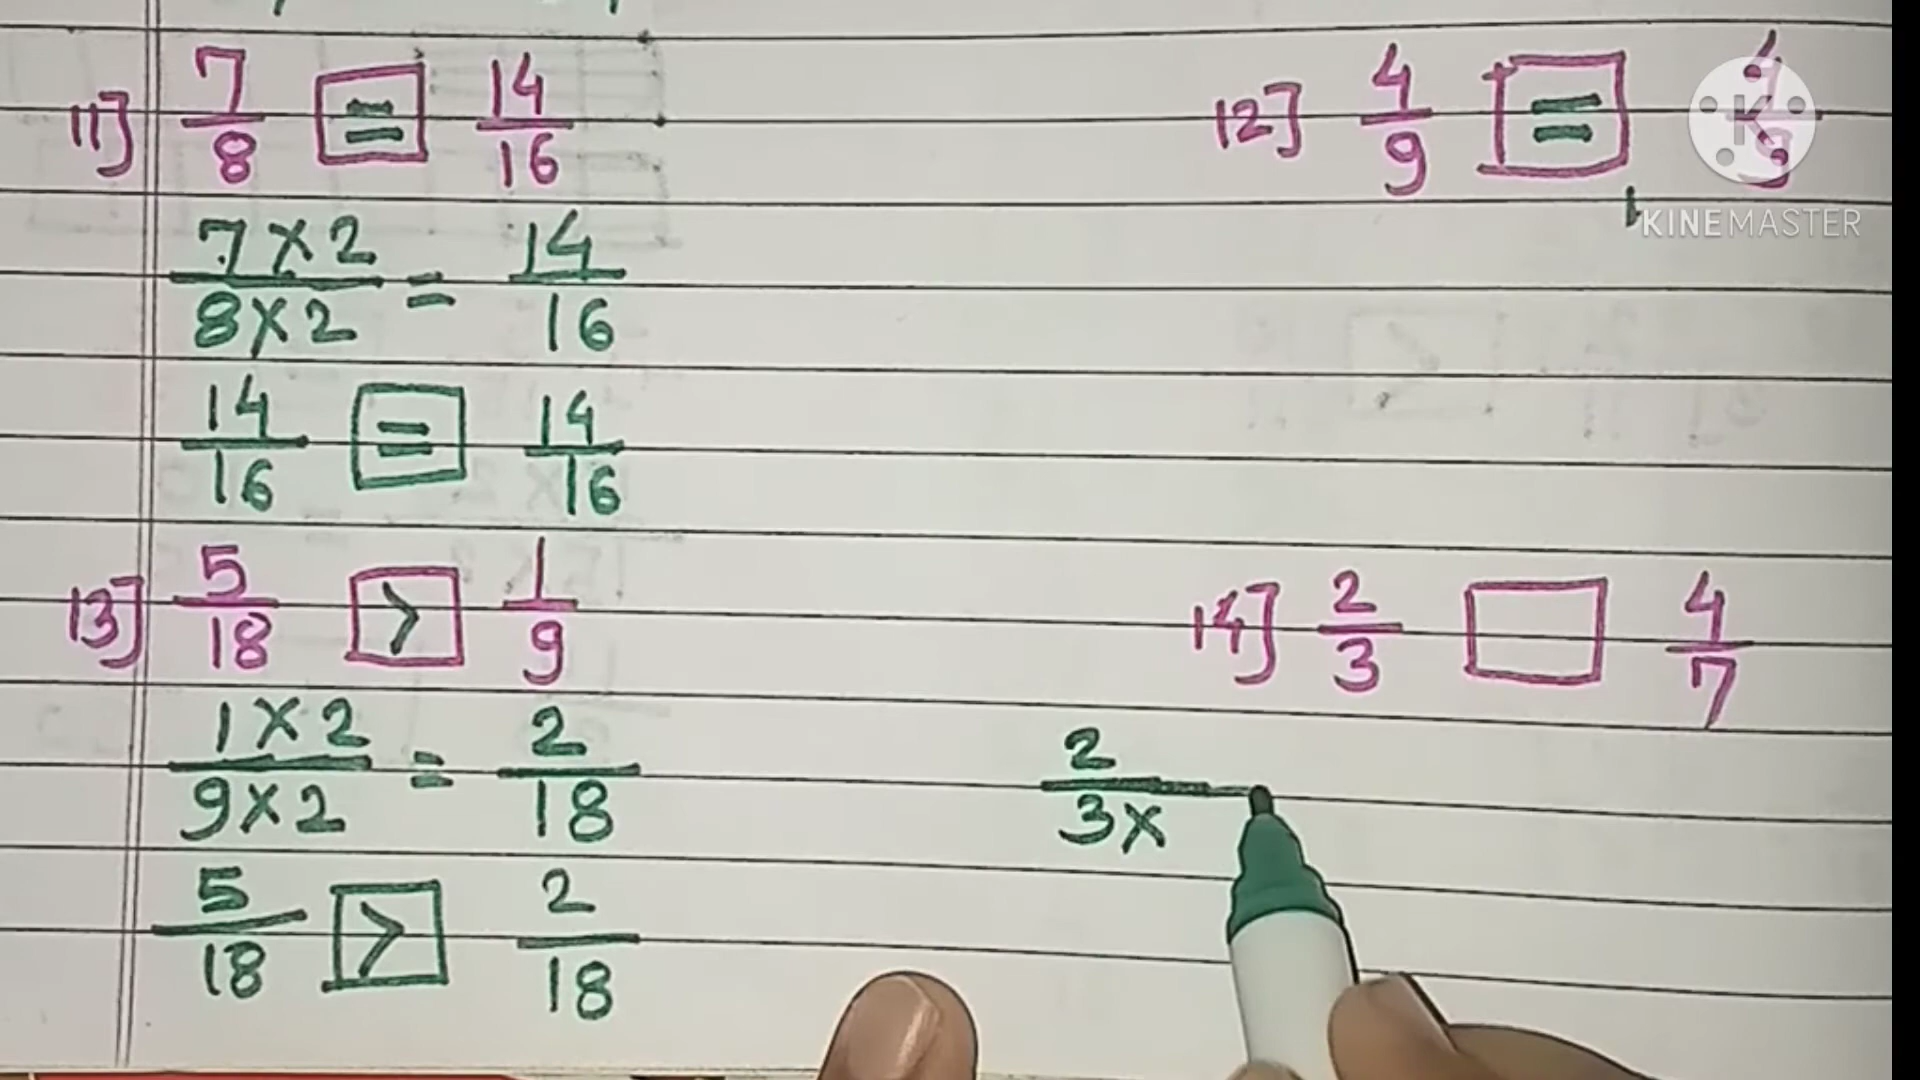 11] 7/8 = 14/16
12] 4/9 = 4/9
KINEMASTER
7×2/8×2 = 14/16
14/16 = 14/16
13] 5/18 > 1/9
14] 2/3 4/7
1×2/9×2 = 2/18
2/3×
5/18 > 2/18